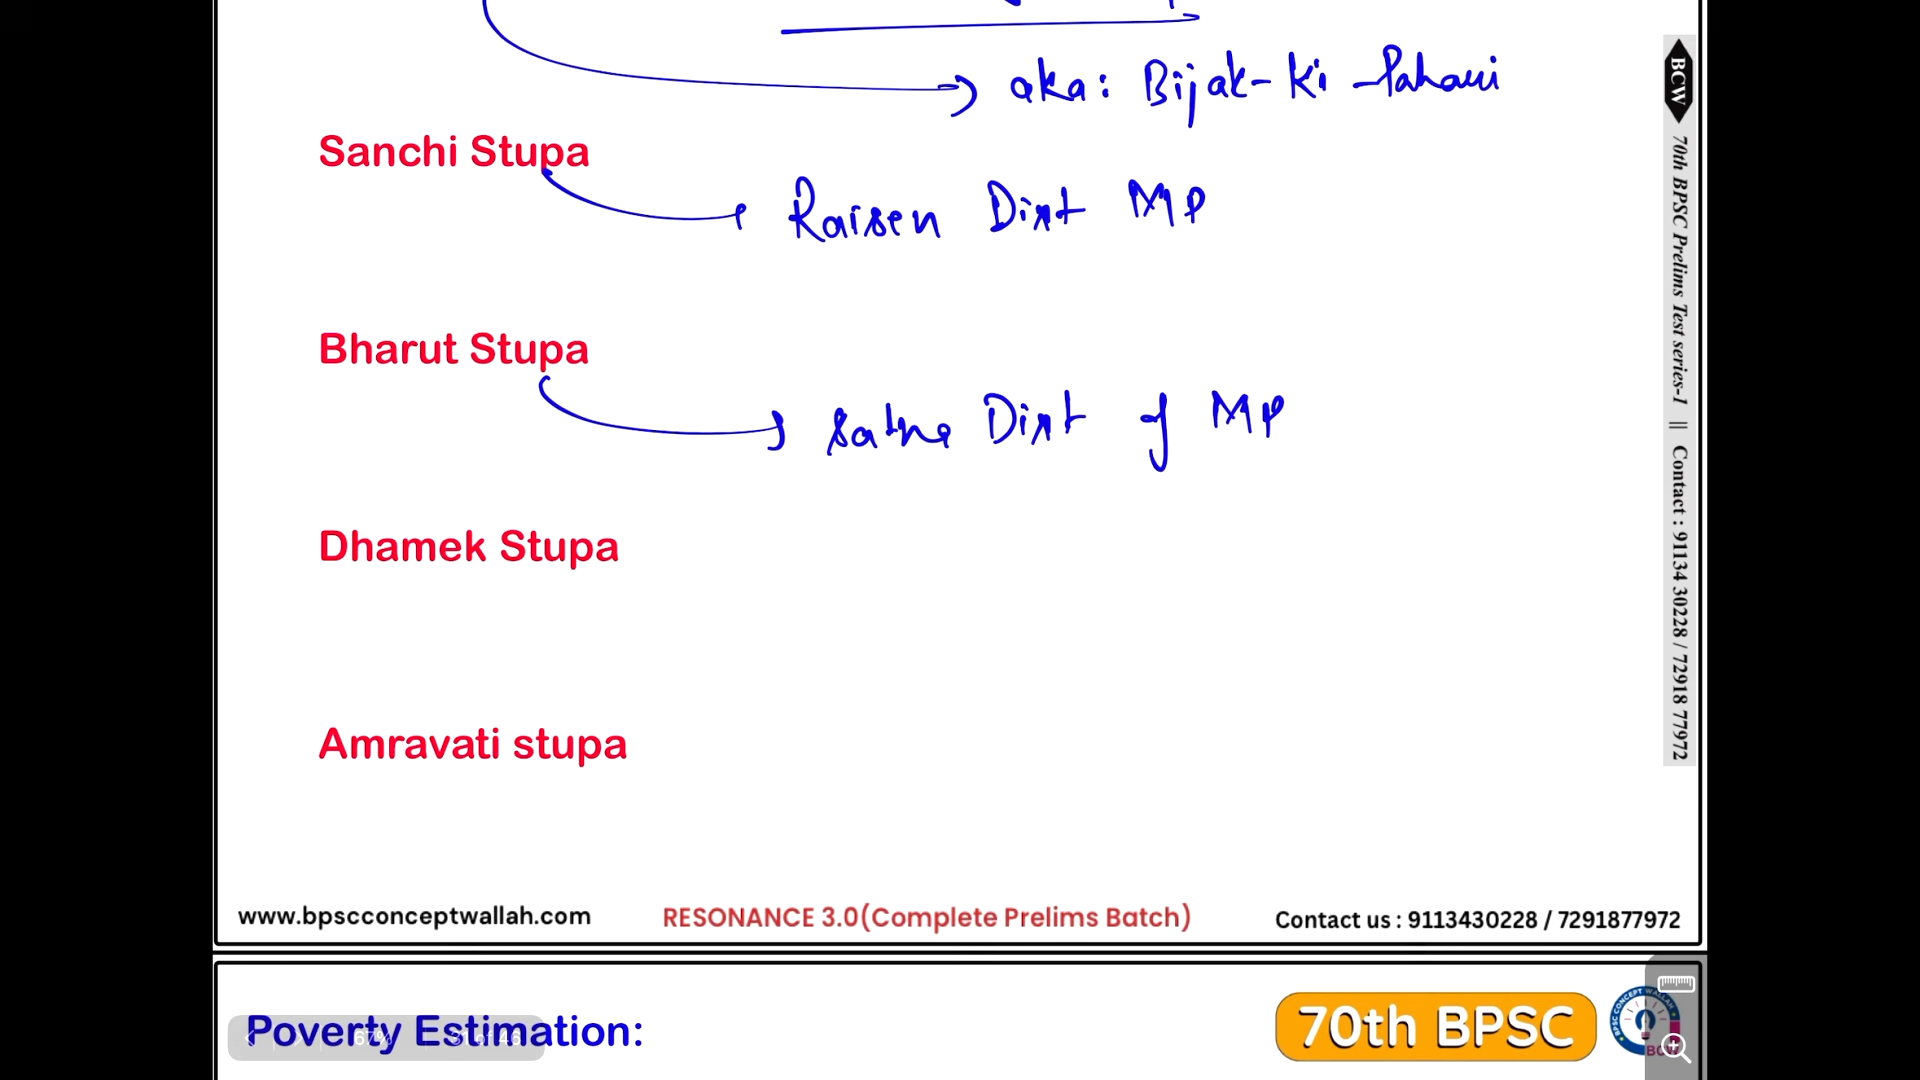 aka: Bijak-Ki-Pahari
Sanchi Stupa
Raisen Dist MP
Bharut Stupa
Satna Dist of MP
Dhamek Stupa
Amravati stupa
www.bpscconceptwallah.com
RESONANCE 3.0(Complete Prelims Batch)
Contact us : 9113430228 / 7291877972
BCW 70th BPSC Prelims Test series-1 || Contact : 91134 30228 / 72918 77972
Poverty Estimation:
70th BPSC